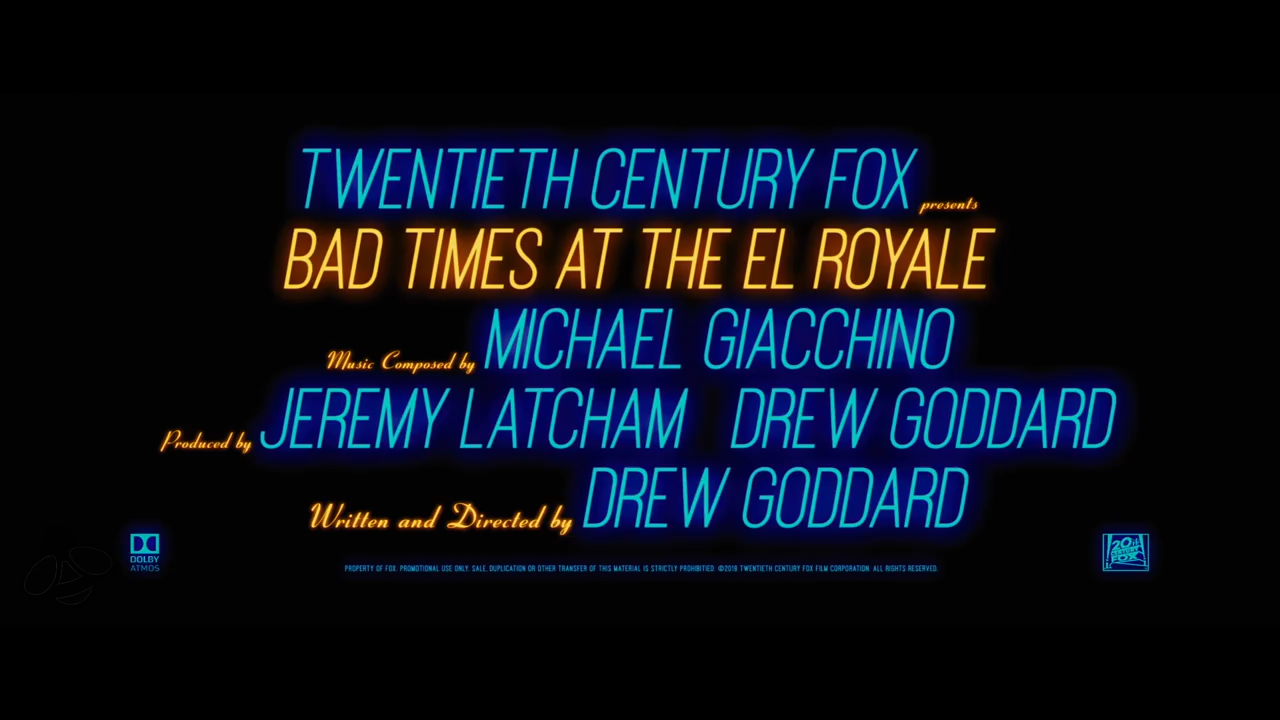 TWENTIETH CENTURY FOX presents
BAD TIMES AT THE EL ROYALE
Music Composed by MICHAEL GIACCHINO
Produced by JEREMY LATCHAM DREW GODDARD
Written and Directed by DREW GODDARD
DOLBY
ATMOS
20th
CENTURY
FOX
PROPERTY OF FOX. PROMOTIONAL USE ONLY. SALE, DUPLICATION OR OTHER TRANSFER OF THIS MATERIAL IS STRICTLY PROHIBITED. ©2018 TWENTIETH CENTURY FOX FILM CORPORATION. ALL RIGHTS RESERVED.